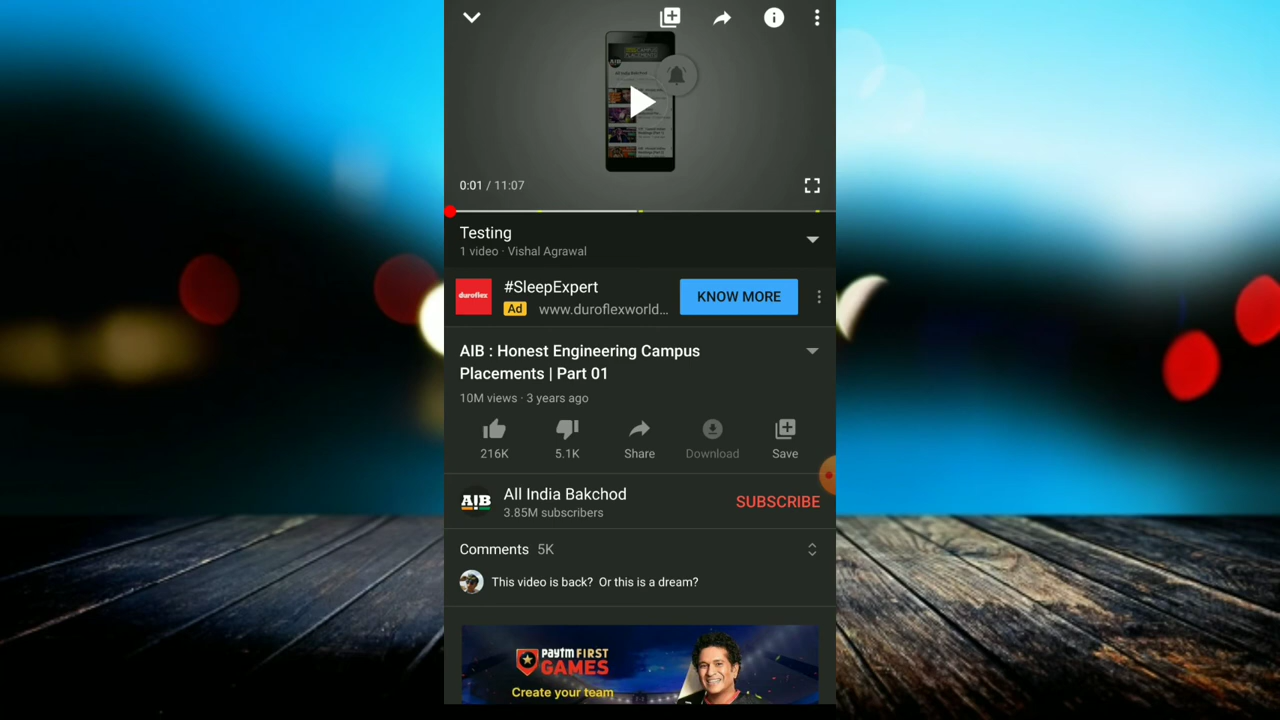 0:01 / 11:07
Testing
1 video · Vishal Agrawal
duroflex
#SleepExpert
Ad www.duroflexworld...
KNOW MORE
AIB : Honest Engineering Campus
Placements | Part 01
10M views · 3 years ago
216K 5.1K Share Download Save
AIB
All India Bakchod
3.85M subscribers
SUBSCRIBE
Comments 5K
This video is back? Or this is a dream?
paytm FIRST
GAMES
Create your team